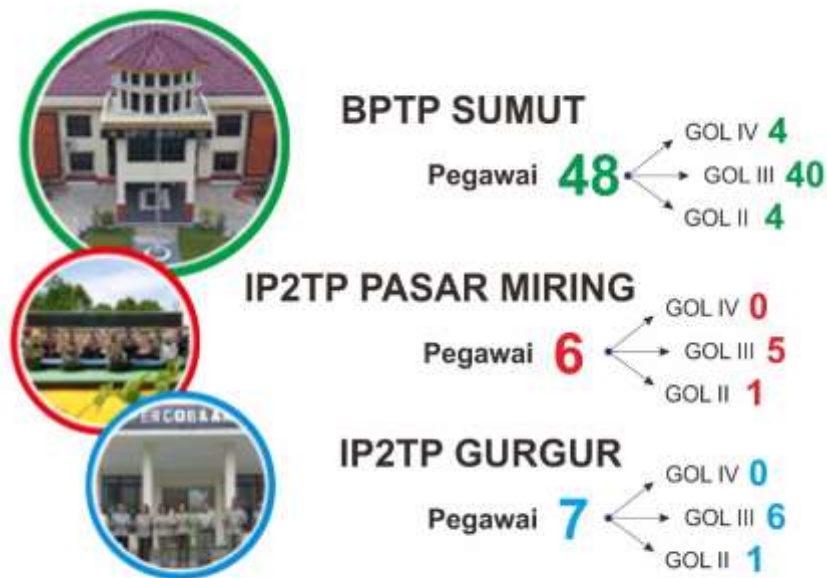 BPTP SUMUT
Pegawai 48
GOL IV 4
GOL III 40
GOL II 4
IP2TP PASAR MIRING
Pegawai 6
GOL IV 0
GOL III 5
GOL II 1
ERCOBAA
IP2TP GURGUR
Pegawai 7
GOL IV 0
GOL III 6
GOL II 1